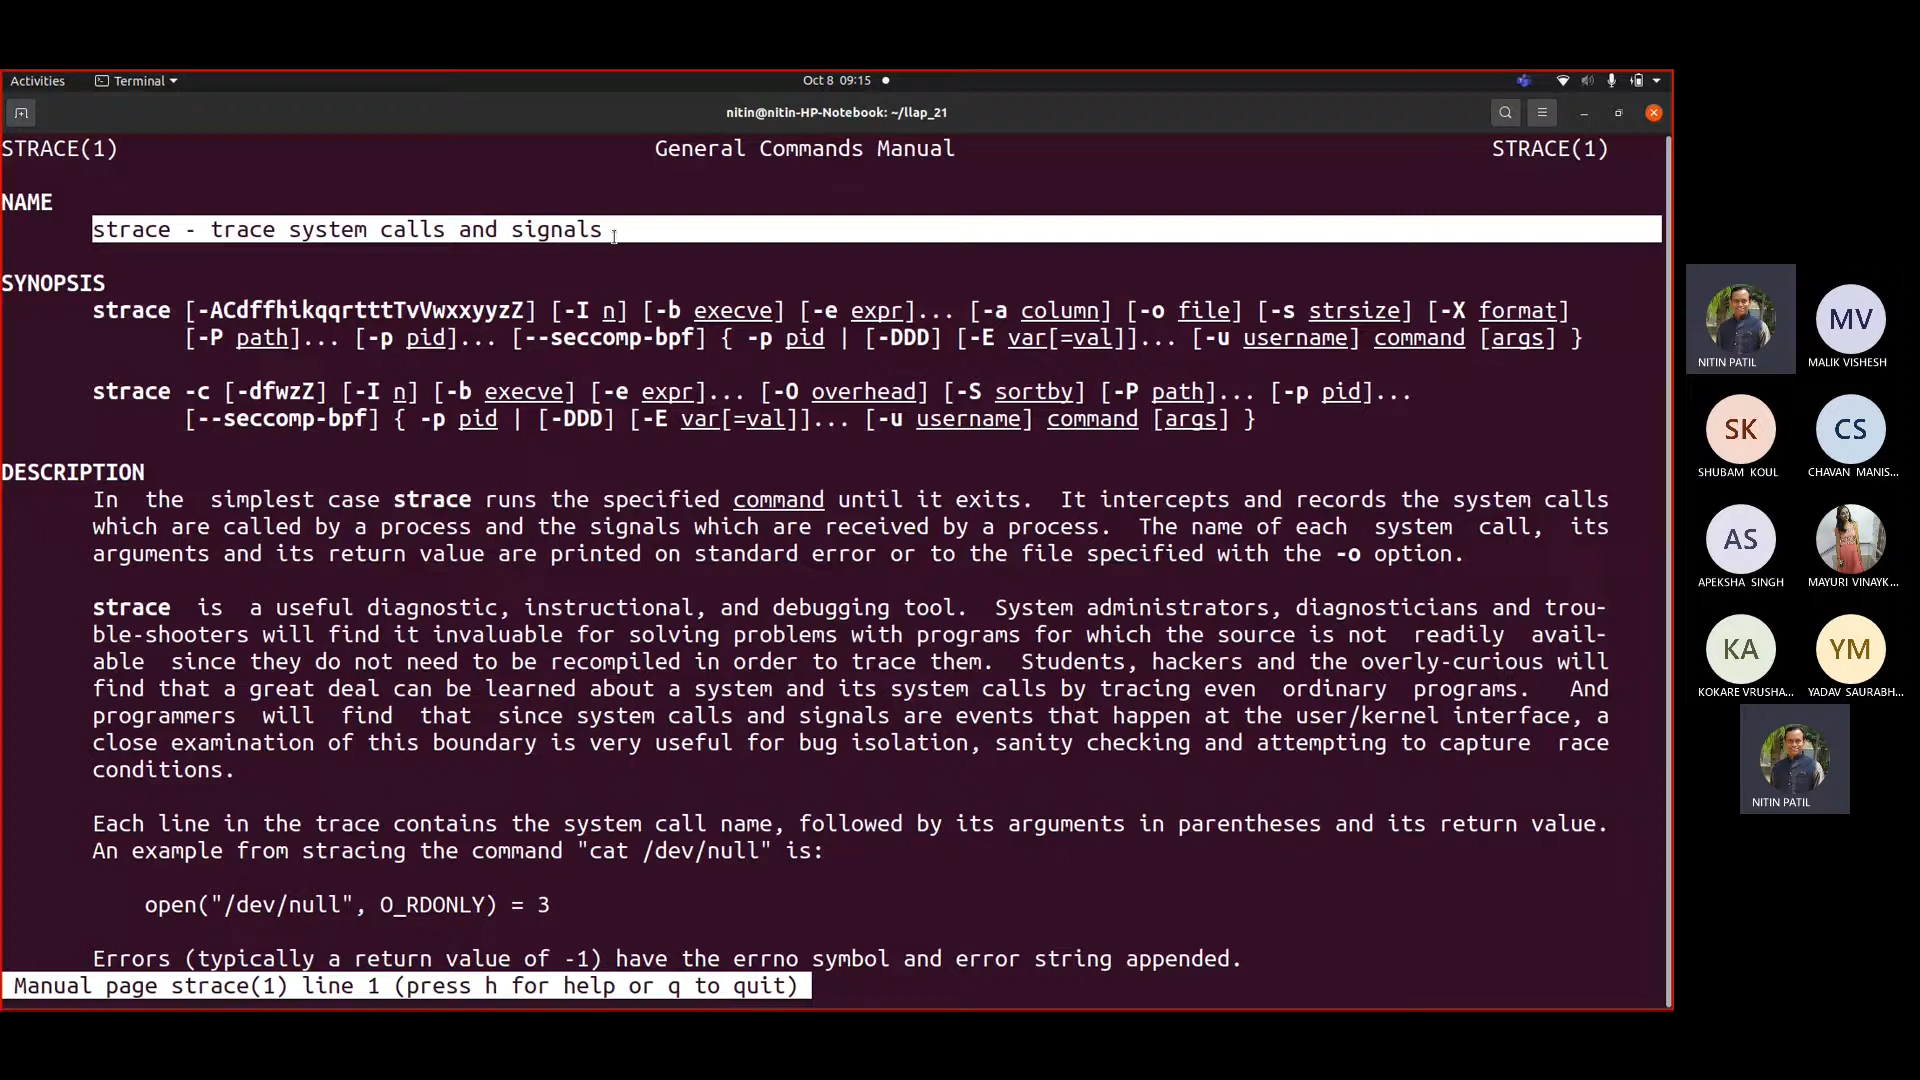 Activities
Terminal
Oct 8 09:15
nitin@nitin-HP-Notebook: ~/llap_21
STRACE(1) General Commands Manual STRACE(1)
NAME
strace - trace system calls and signals
SYNOPSIS
strace [-ACdffhikqqrtttTvVwxxyyzZ] [-I n] [-b execve] [-e expr]... [-a column] [-o file] [-s strsize] [-X format]
[-P path]... [-p pid]... [--seccomp-bpf] { -p pid | [-DDD] [-E var[=val]]... [-u username] command [args] }
strace -c [-dfwzZ] [-I n] [-b execve] [-e expr]... [-O overhead] [-S sortby] [-P path]... [-p pid]...
[--seccomp-bpf] { -p pid | [-DDD] [-E var[=val]]... [-u username] command [args] }
DESCRIPTION
In the simplest case strace runs the specified command until it exits. It intercepts and records the system calls
which are called by a process and the signals which are received by a process. The name of each system call, its
arguments and its return value are printed on standard error or to the file specified with the -o option.
strace is a useful diagnostic, instructional, and debugging tool. System administrators, diagnosticians and trou-
ble-shooters will find it invaluable for solving problems with programs for which the source is not readily avail-
able since they do not need to be recompiled in order to trace them. Students, hackers and the overly-curious will
find that a great deal can be learned about a system and its system calls by tracing even ordinary programs. And
programmers will find that since system calls and signals are events that happen at the user/kernel interface, a
close examination of this boundary is very useful for bug isolation, sanity checking and attempting to capture race
conditions.
Each line in the trace contains the system call name, followed by its arguments in parentheses and its return value.
An example from stracing the command "cat /dev/null" is:
open("/dev/null", O_RDONLY) = 3
Errors (typically a return value of -1) have the errno symbol and error string appended.
Manual page strace(1) line 1 (press h for help or q to quit)
NITIN PATIL
MV
MALIK VISHESH
SK
SHUBAM KOUL
CS
CHAVAN MANIS...
AS
APEKSHA SINGH
MAYURI VINAYK...
KA
KOKARE VRUSHA...
YM
YADAV SAURABH...
NITIN PATIL